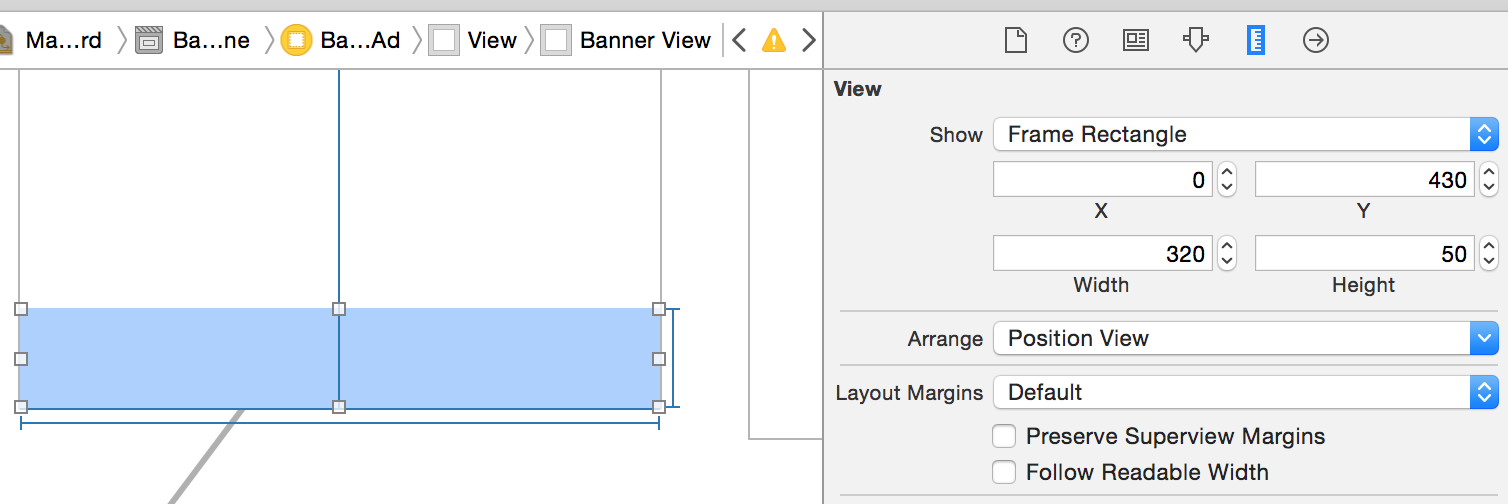 Ma...rd Ba...ne Ba...Ad View Banner View
View
Show Frame Rectangle
0 430
X Y
320 50
Width Height
Arrange Position View
Layout Margins Default
Preserve Superview Margins
Follow Readable Width